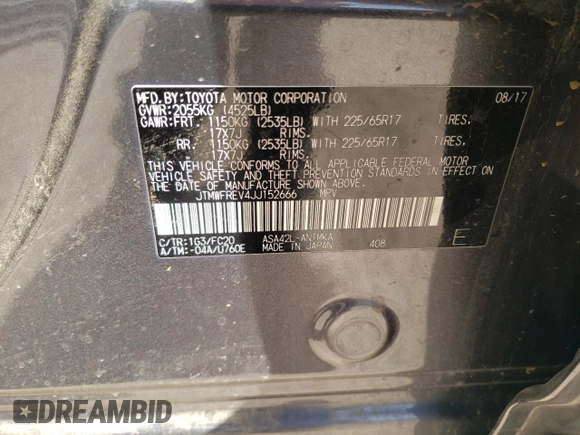 MFD.BY:TOYOTA MOTOR CORPORATION 08/17
GVWR:2055KG (4525LB)
GAWR:FRT. 1150KG (2535LB) WITH 225/65R17 TIRES.
17X7J RIMS.
RR. 1150KG (2535LB) WITH 225/65R17 TIRES.
17X7J RIMS.
THIS VEHICLE CONFORMS TO ALL APPLICABLE FEDERAL MOTOR
VEHICLE SAFETY AND THEFT PREVENTION STANDARDS IN EFFECT ON
THE DATE OF MANUFACTURE SHOWN ABOVE.
JTMWFREV4JJ152666 MPV
C/TR:1G3/FC20 ASA42L-ANTMKA E
A/TM:-04A/U760E MADE IN JAPAN 408
DREAMBID